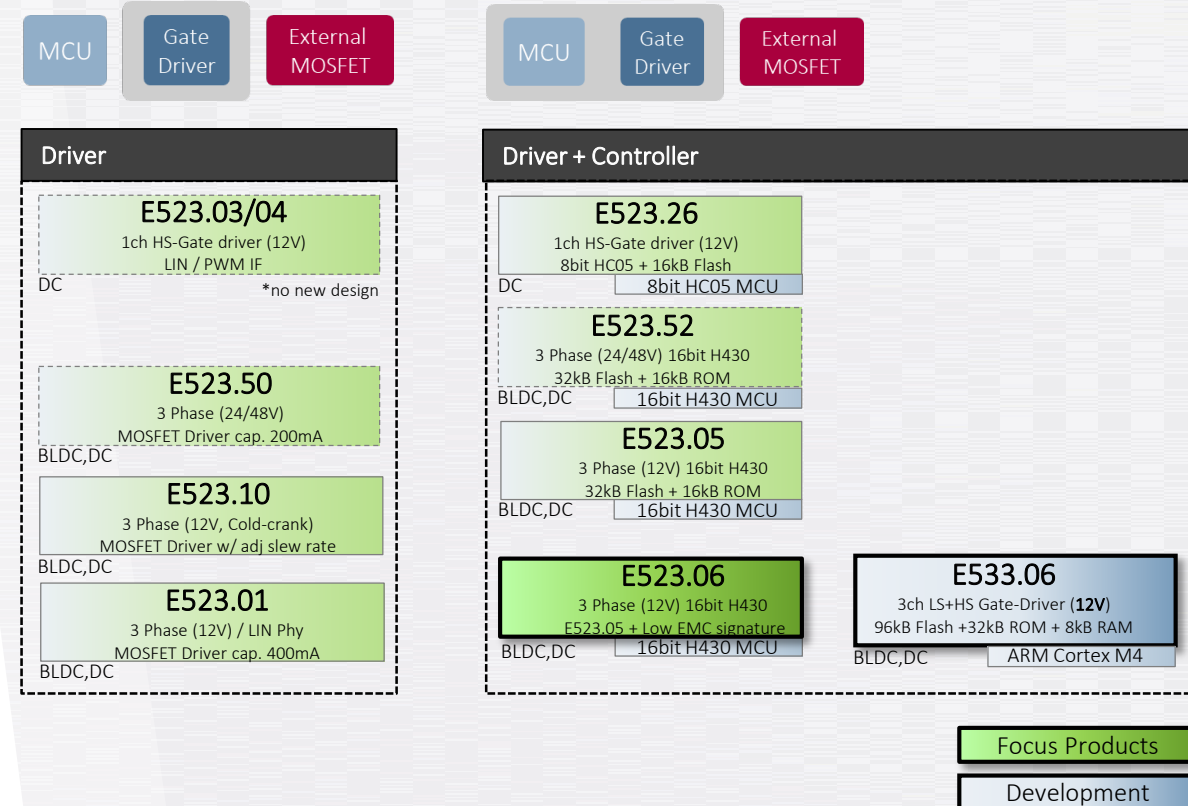 MCU
Gate
Driver
External
MOSFET
MCU
Gate
Driver
External
MOSFET
Driver
E523.03/04
1ch HS-Gate driver (12V)
LIN / PWM IF
DC
*no new design
E523.50
3 Phase (24/48V)
MOSFET Driver cap. 200mA
BLDC,DC
E523.10
3 Phase (12V, Cold-crank)
MOSFET Driver w/ adj slew rate
BLDC,DC
E523.01
3 Phase (12V) / LIN Phy
MOSFET Driver cap. 400mA
BLDC,DC
Driver + Controller
E523.26
1ch HS-Gate driver (12V)
8bit HC05 + 16kB Flash
DC
8bit HC05 MCU
E523.52
3 Phase (24/48V) 16bit H430
32kB Flash + 16kB ROM
BLDC,DC
16bit H430 MCU
E523.05
3 Phase (12V) 16bit H430
32kB Flash + 16kB ROM
BLDC,DC
16bit H430 MCU
E523.06
3 Phase (12V) 16bit H430
E523.05 + Low EMC signature
BLDC,DC
16bit H430 MCU
E533.06
3ch LS+HS Gate-Driver (12V)
96kB Flash +32kB ROM + 8kB RAM
BLDC,DC
ARM Cortex M4
Focus Products
Development